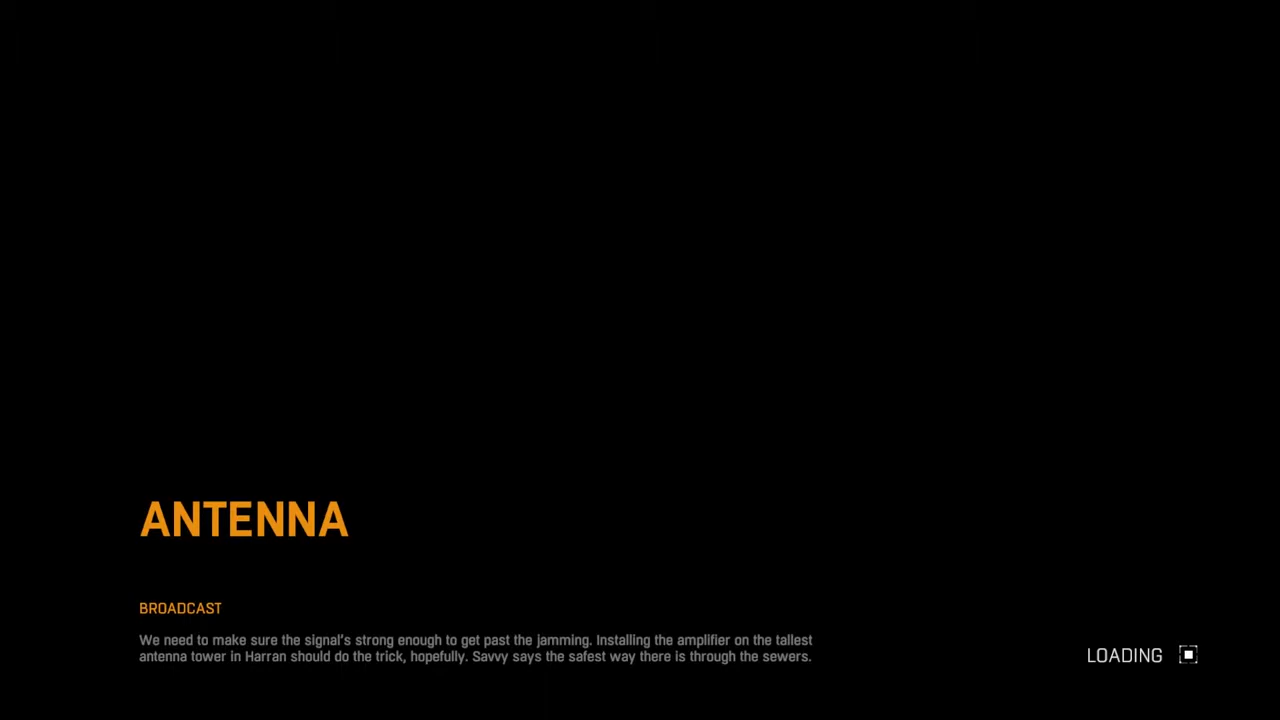 ANTENNA
BROADCAST
We need to make sure the signal's strong enough to get past the jamming. Installing the amplifier on the tallest
antenna tower in Harran should do the trick, hopefully. Savvy says the safest way there is through the sewers.
LOADING